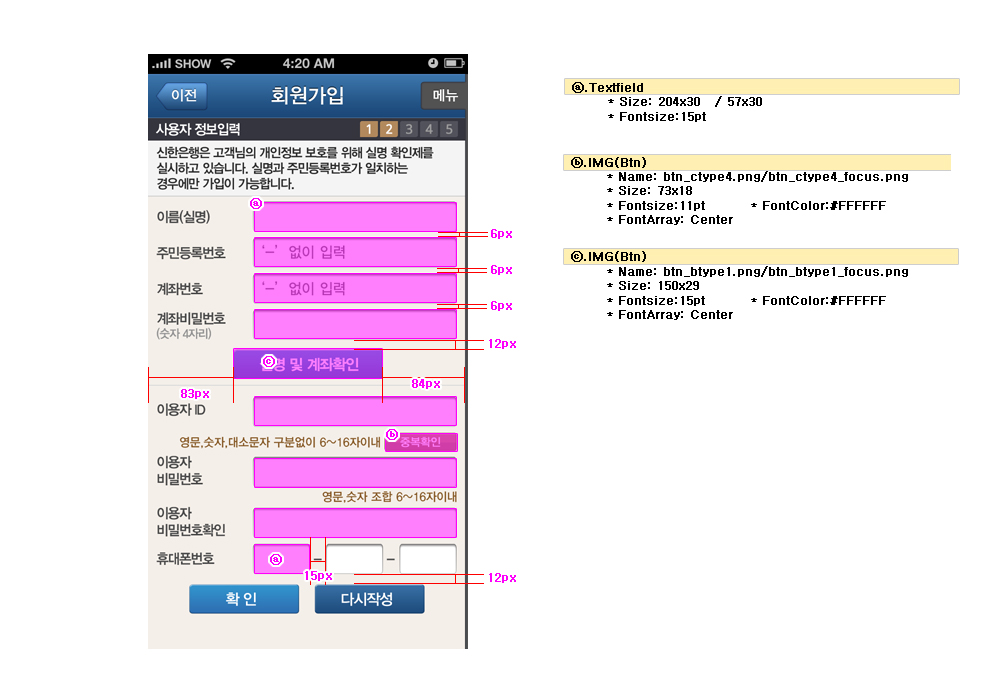 SHOW 4:20 AM
이전 회원가입 메뉴
사용자 정보입력 1 2 3 4 5
신한은행은 고객님의 개인정보 보호를 위해 실명 확인제를
실시하고 있습니다. 실명과 주민등록번호가 일치하는
경우에만 가입이 가능합니다.
ⓐ
이름(실명)
6px
주민등록번호 '–' 없이 입력
6px
계좌번호 '–' 없이 입력
6px
계좌비밀번호
(숫자 4자리)
12px
ⓒ 명 및 계좌확인
83px 84px
이용자 ID
영문,숫자,대소문자 구분없이 6~16자이내 ⓑ 중복확인
이용자
비밀번호
영문,숫자 조합 6~16자이내
이용자
비밀번호확인
휴대폰번호 ⓐ – –
15px 12px
확 인 다시작성
ⓐ.Textfield
* Size: 204x30 / 57x30
* Fontsize:15pt
ⓑ.IMG(Btn)
* Name: btn_ctype4.png/btn_ctype4_focus.png
* Size: 73x18
* Fontsize:11pt * FontColor:#FFFFFF
* FontArray: Center
ⓒ.IMG(Btn)
* Name: btn_btype1.png/btn_btype1_focus.png
* Size: 150x29
* Fontsize:15pt * FontColor:#FFFFFF
* FontArray: Center